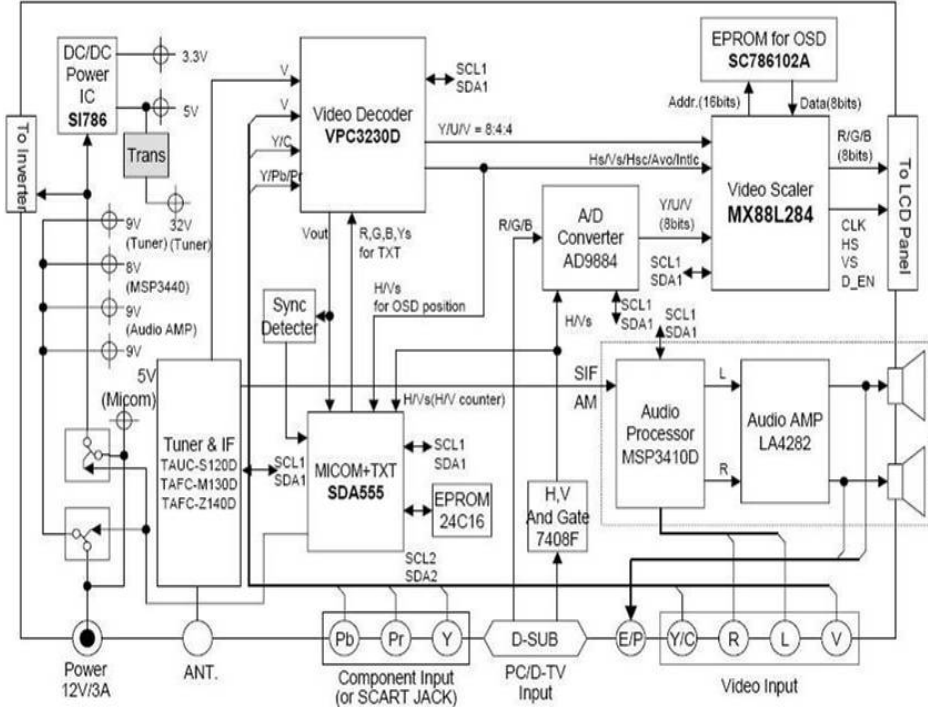 DC/DC
Power
IC
SI786
3.3V
5V
Trans
32V
(Tuner)
To Inverter
9V
(Tuner)
8V
(MSP3440)
9V
(Audio AMP)
9V
5V
(Micom)
V
V
Y/C
Y/Pb/Pr
Video Decoder
VPC3230D
SCL1
SDA1
Y/U/V = 8:4:4
Hs/Vs/Hsc/Avo/Intlc
EPROM for OSD
SC786102A
Addr.(16bits)
Data(8bits)
Video Scaler
MX88L284
R/G/B
(8bits)
To LCD Panel
CLK
HS
VS
D_EN
SCL1
SDA1
Vout
R,G,B,Ys
for TXT
R/G/B
A/D
Converter
AD9884
Y/U/V
(8bits)
SCL1
SDA1
H/Vs
Sync
Detecter
H/Vs
for OSD position
H/Vs(H/V counter)
Tuner & IF
TAUC-S120D
TAFC-M130D
TAFC-Z140D
SCL1
SDA1
MICOM+TXT
SDA555
SCL1
SDA1
EPROM
24C16
SCL2
SDA2
H,V
And Gate
7408F
SIF
AM
SCL1
SDA1
Audio
Processor
MSP3410D
L
R
Audio AMP
LA4282
Power
12V/3A
ANT.
Pb
Pr
Y
Component Input
(or SCART JACK)
D-SUB
PC/D-TV
Input
E/P
Y/C
R
L
V
Video Input